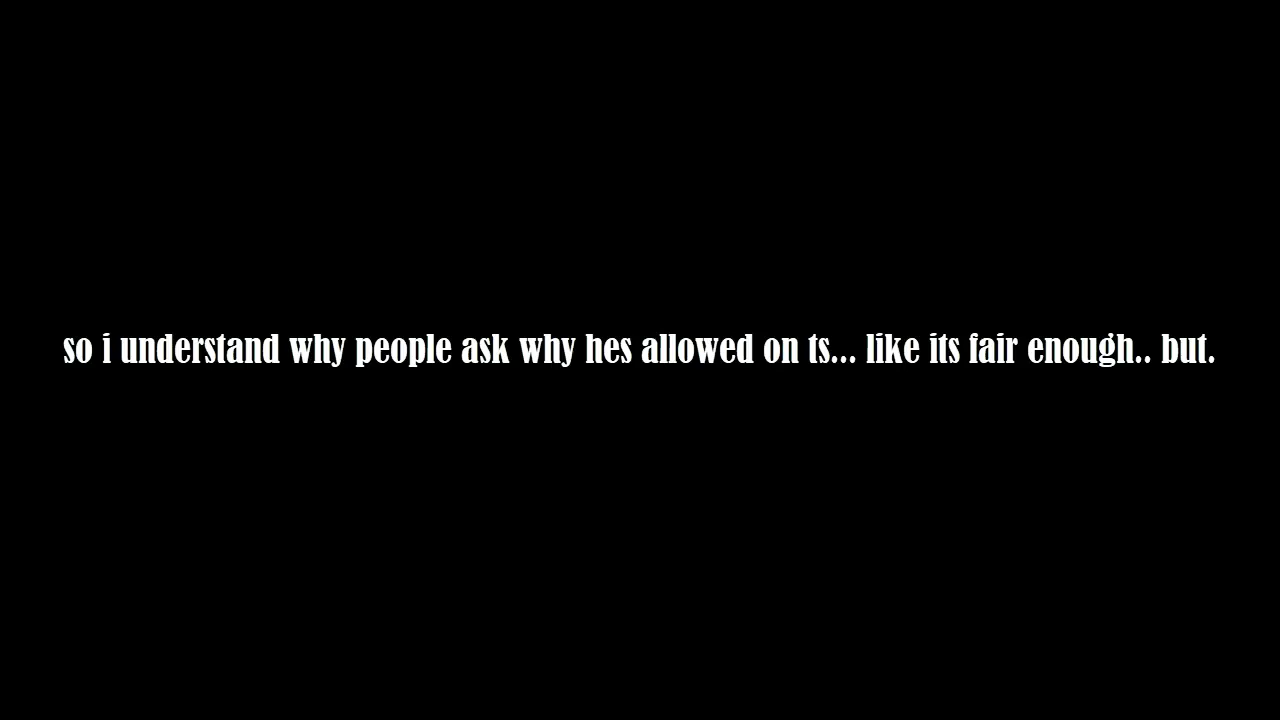 so i understand why people ask why hes allowed on ts... like its fair enough.. but.